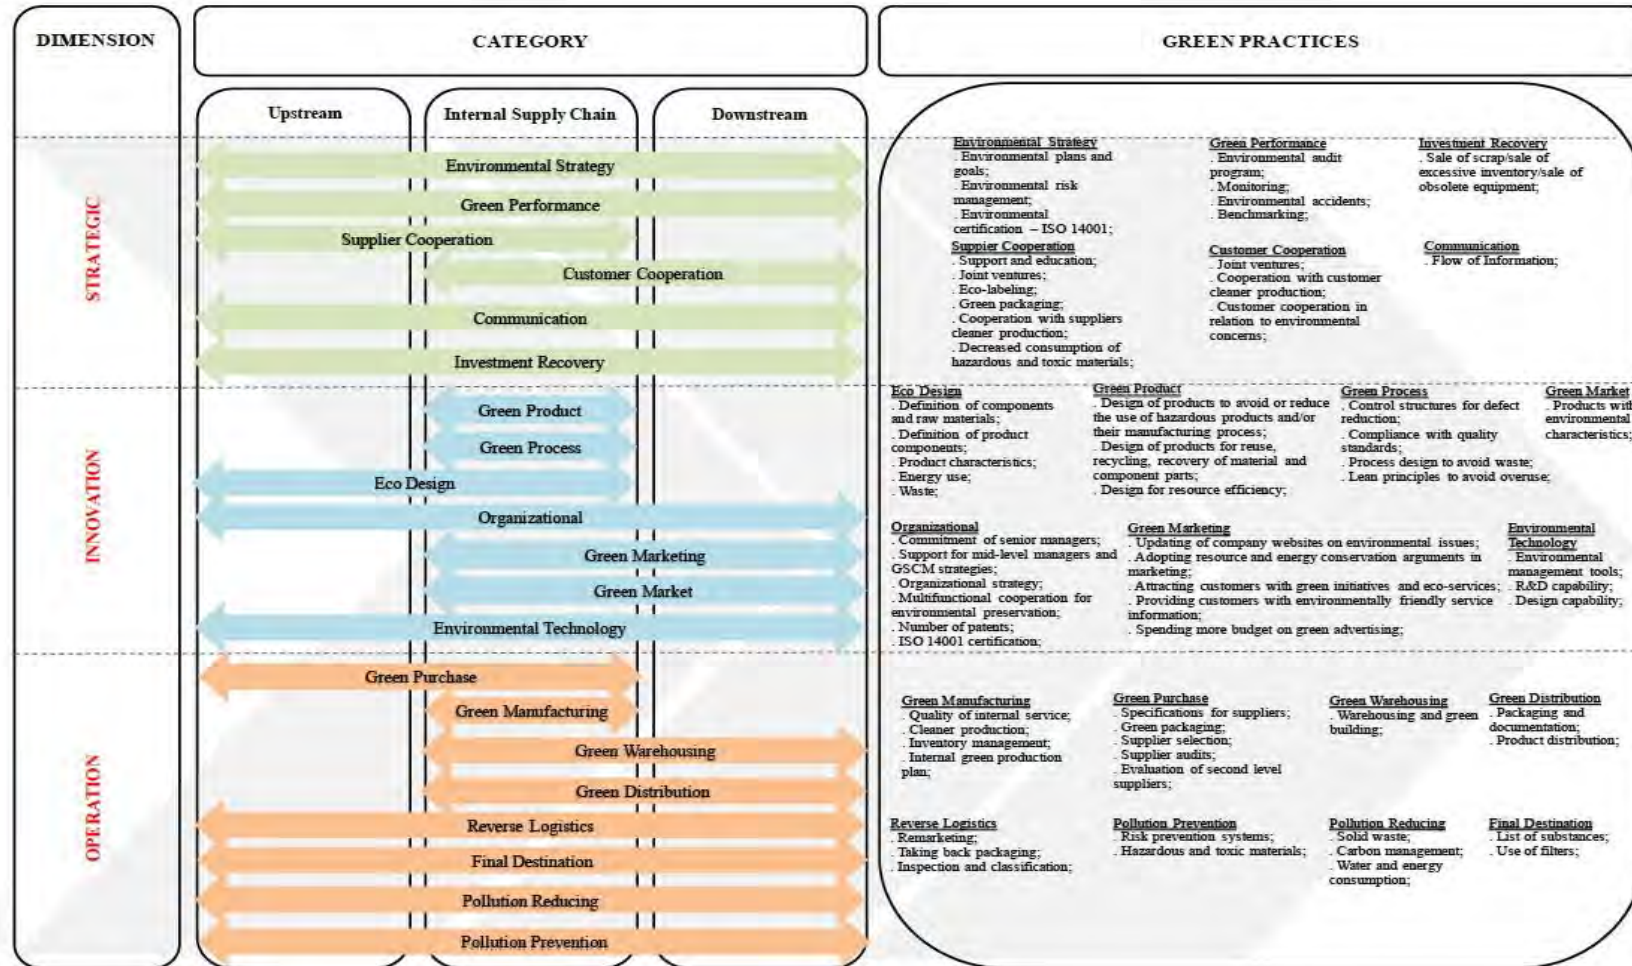 DIMENSION
CATEGORY
GREEN PRACTICES
Upstream
Internal Supply Chain
Downstream
STRATEGIC
Environmental Strategy
Green Performance
Supplier Cooperation
Customer Cooperation
Communication
Investment Recovery
Environmental Strategy
. Environmental plans and
goals;
. Environmental risk
management;
. Environmental
certification – ISO 14001;
Green Performance
. Environmental audit
program;
. Monitoring;
. Environmental accidents;
. Benchmarking;
Investment Recovery
. Sale of scrap/sale of
excessive inventory/sale of
obsolete equipment;
Suppier Cooperation
. Support and education;
. Joint ventures;
. Eco-labeling;
. Green packaging;
. Cooperation with suppliers
cleaner production;
. Decreased consumption of
hazardous and toxic materials;
Customer Cooperation
. Joint ventures;
. Cooperation with customer
cleaner production;
. Customer cooperation in
relation to environmental
concerns;
Communication
. Flow of Information;
INNOVATION
Green Product
Green Process
Eco Design
Organizational
Green Marketing
Green Market
Environmental Technology
Eco Design
. Definition of components
and raw materials;
. Definition of product
components;
. Product characteristics;
. Energy use;
. Waste;
Green Product
. Design of products to avoid or reduce
the use of hazardous products and/or
their manufacturing process;
. Design of products for reuse,
recycling, recovery of material and
component parts;
. Design for resource efficiency;
Green Process
. Control structures for defect
reduction;
. Compliance with quality
standards;
. Process design to avoid waste;
. Lean principles to avoid overuse;
Green Market
. Products with
environmental
characteristics;
Organizational
. Commitment of senior managers;
. Support for mid-level managers and
GSCM strategies;
. Organizational strategy;
. Multifunctional cooperation for
environmental preservation;
. Number of patents;
. ISO 14001 certification;
Green Marketing
. Updating of company websites on environmental issues;
. Adopting resource and energy conservation arguments in
marketing;
. Attracting customers with green initiatives and eco-services;
. Providing customers with environmentally friendly service
information;
. Spending more budget on green advertising;
Environmental
Technology
. Environmental
management tools;
. R&D capability;
. Design capability;
OPERATION
Green Purchase
Green Manufacturing
Green Warehousing
Green Distribution
Reverse Logistics
Final Destination
Pollution Reducing
Pollution Prevention
Green Manufacturing
. Quality of internal service;
. Cleaner production;
. Inventory management;
. Internal green production
plan;
Green Purchase
. Specifications for suppliers;
. Green packaging;
. Supplier selection;
. Supplier audits;
. Evaluation of second level
suppliers;
Green Warehousing
. Warehousing and green
building;
Green Distribution
. Packaging and
documentation;
. Product distribution;
Reverse Logistics
. Remarketing;
. Taking back packaging;
. Inspection and classification;
Pollution Prevention
. Risk prevention systems;
. Hazardous and toxic materials;
Pollution Reducing
. Solid waste;
. Carbon management;
. Water and energy
consumption;
Final Destination
. List of substances;
. Use of filters;